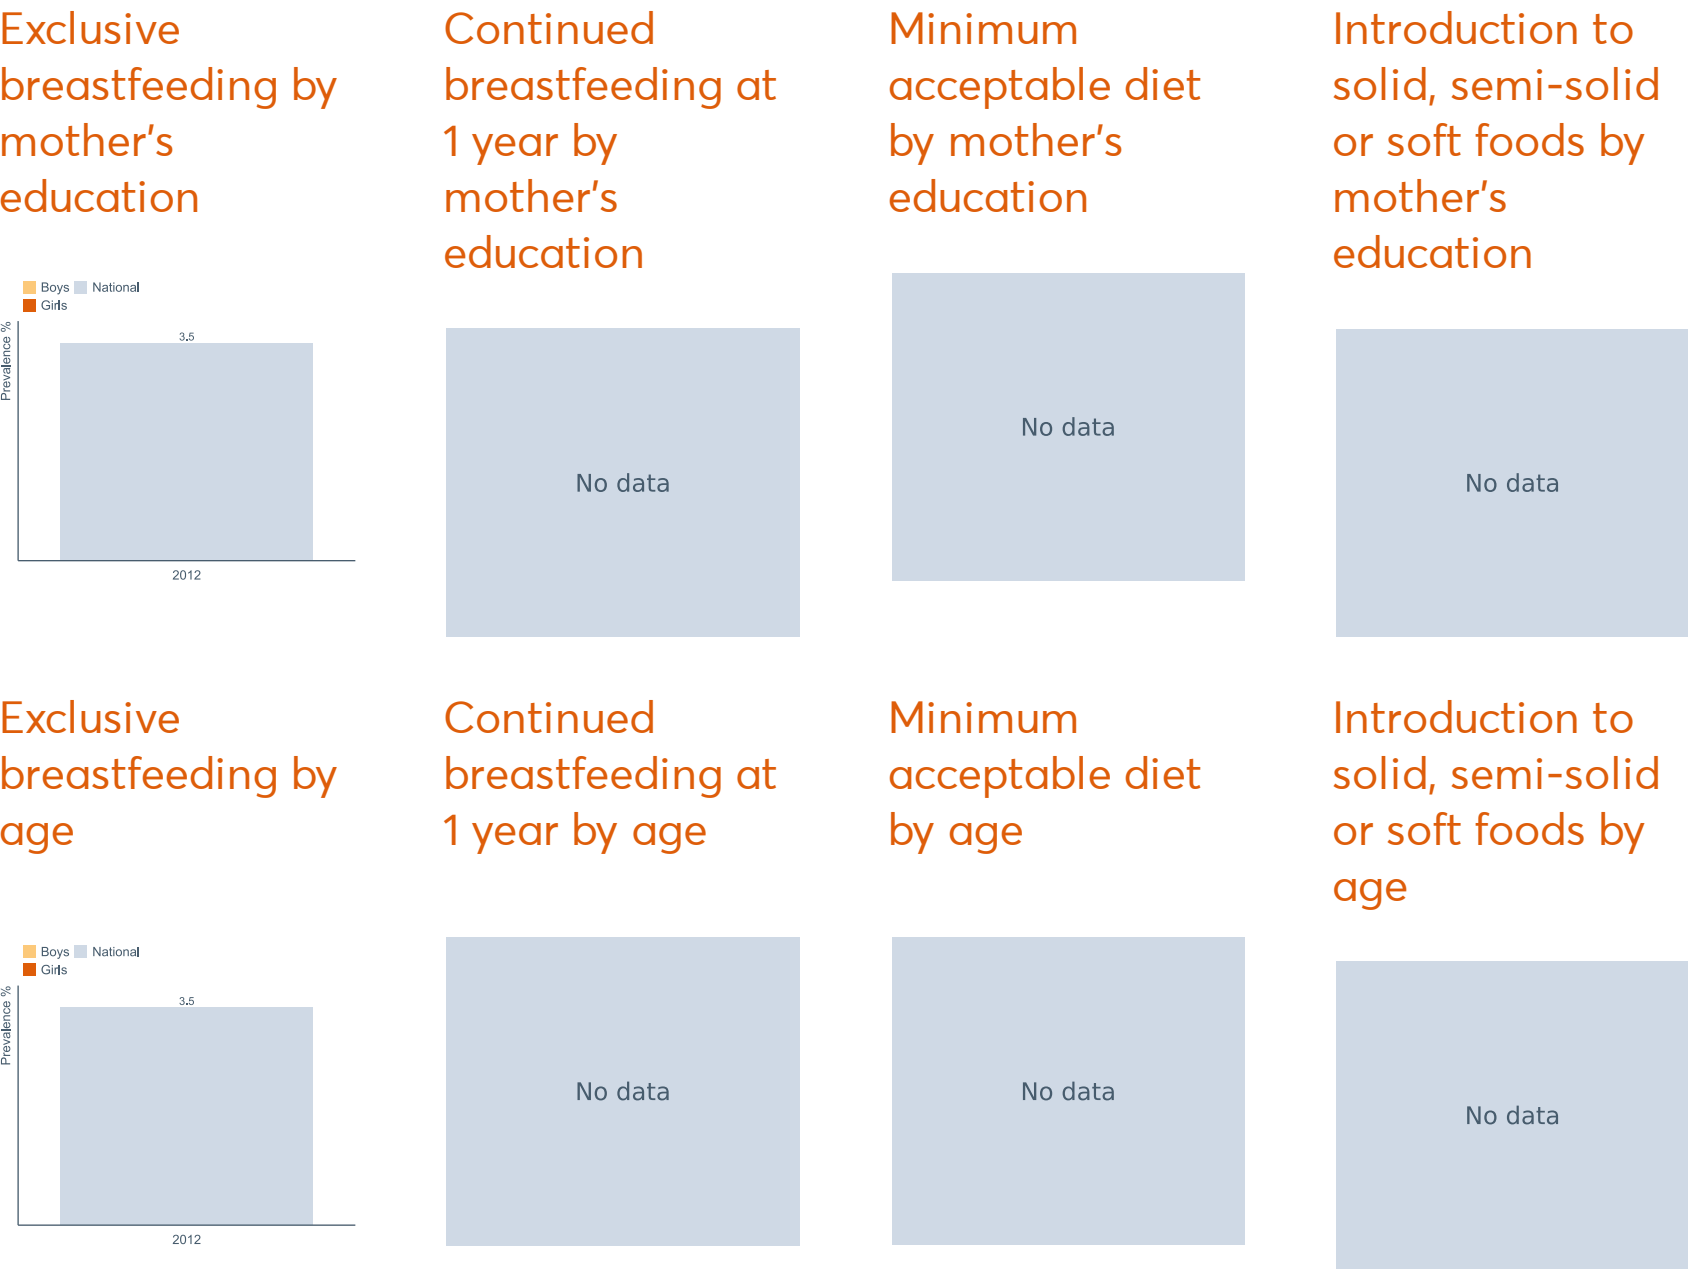 Exclusive
breastfeeding by
mother's
education
Boys National
Girls
Prevalence %
3.5
2012
Continued
breastfeeding at
1 year by
mother's
education
No data
Minimum
acceptable diet
by mother's
education
No data
Introduction to
solid, semi-solid
or soft foods by
mother's
education
No data
Exclusive
breastfeeding by
age
Boys National
Girls
Prevalence %
3.5
2012
Continued
breastfeeding at
1 year by age
No data
Minimum
acceptable diet
by age
No data
Introduction to
solid, semi-solid
or soft foods by
age
No data